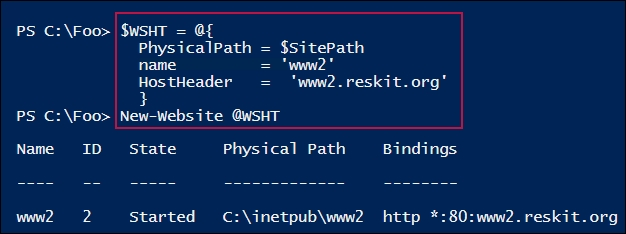 PS C:\Foo> $WSHT = @{
PhysicalPath = $SitePath
name = 'www2'
HostHeader = 'www2.reskit.org'
}
PS C:\Foo> New-Website @WSHT
Name ID State Physical Path Bindings
---- -- ----- ------------- --------
www2 2 Started C:\inetpub\www2 http *:80:www2.reskit.org